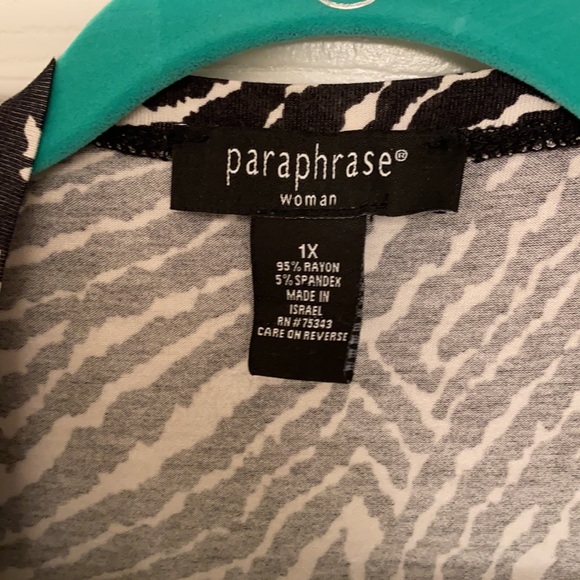 paraphrase®
woman
1X
95% RAYON
5% SPANDEX
MADE IN
ISRAEL
RN #75343
CARE ON REVERSE